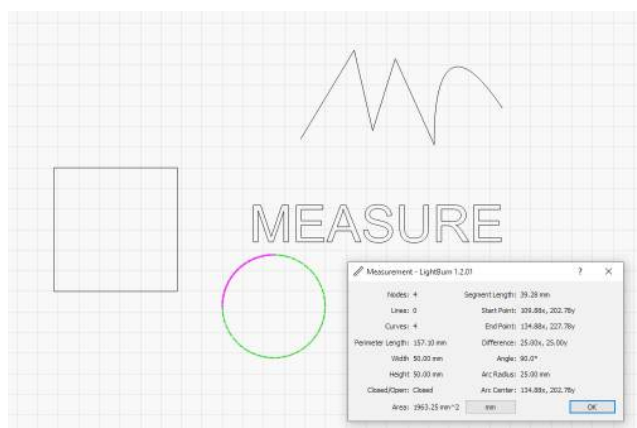 MEASURE
Measurement - LightBurn 1.2.01
Nodes: 4 Segment Length: 39.28 mm
Lines: 0 Start Point: 109.88x, 202.78y
Curves: 4 End Point: 134.88x, 227.78y
Perimeter Length: 157.10 mm Difference: 25.00x, 25.00y
Width 50.00 mm Angle: 90.0°
Height 50.00 mm Arc Radius: 25.00 mm
Closed/Open: Closed Arc Center: 134.88x, 202.78y
Area: 1963.25 mm^2 mm OK